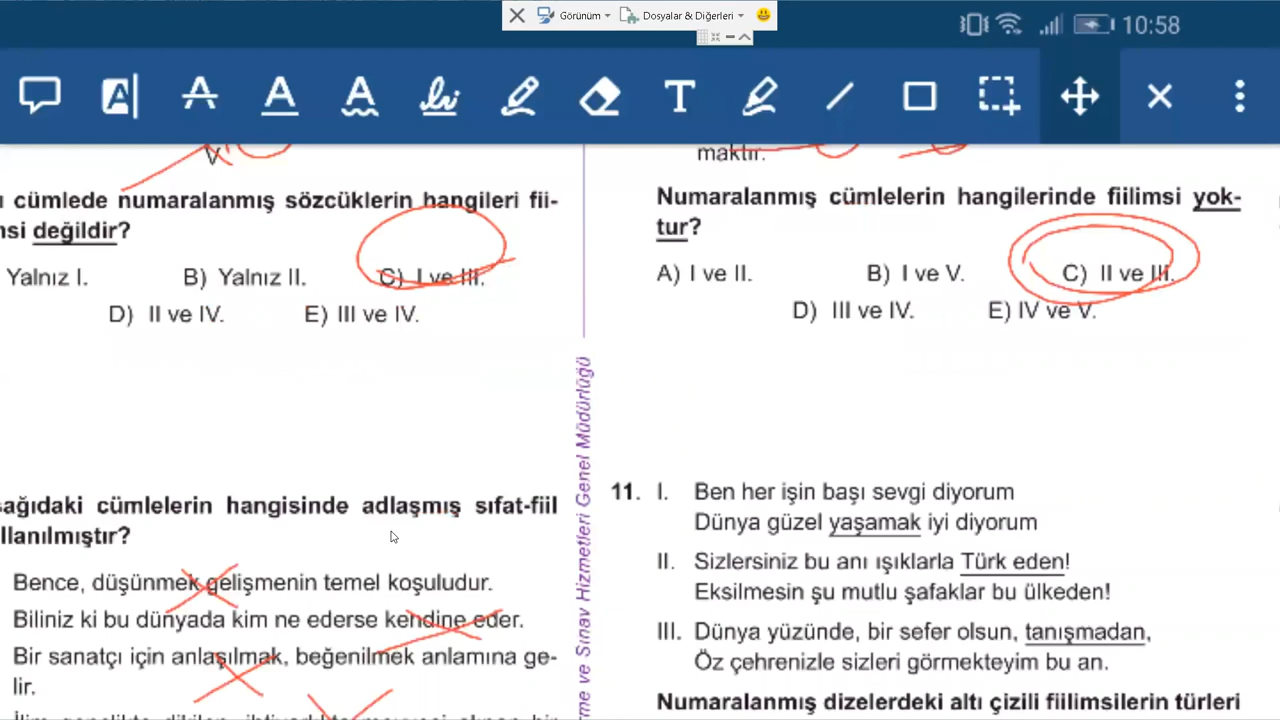 Görünüm
Dosyaları & Diğerleri
10:58
V
ı cümlede numaralanmış sözcüklerin hangileri fii-
msi değildir?
Yalnız I.
B) Yalnız II.
C) I ve III.
D) II ve IV.
E) III ve IV.
şağıdaki cümlelerin hangisinde adlaşmış sıfat-fiil
llanılmıştır?
Bence, düşünmek gelişmenin temel koşuludur.
Biliniz ki bu dünyada kim ne ederse kendine eder.
Bir sanatçı için anlaşılmak, beğenilmek anlamına ge-
lir.
me ve Sınav Hizmetleri Genel Müdürlüğü
maktır.
Numaralanmış cümlelerin hangilerinde fiilimsi yok-
tur?
A) I ve II.
B) I ve V.
C) II ve III.
D) III ve IV.
E) IV ve V.
11. I. Ben her işin başı sevgi diyorum
Dünya güzel yaşamak iyi diyorum
II. Sizlersiniz bu anı ışıklarla Türk eden!
Eksilmesin şu mutlu şafaklar bu ülkeden!
III. Dünya yüzünde, bir sefer olsun, tanışmadan,
Öz çehrenizle sizleri görmekteyim bu an.
Numaralanmış dizelerdeki altı çizili fiilimsilerin türleri